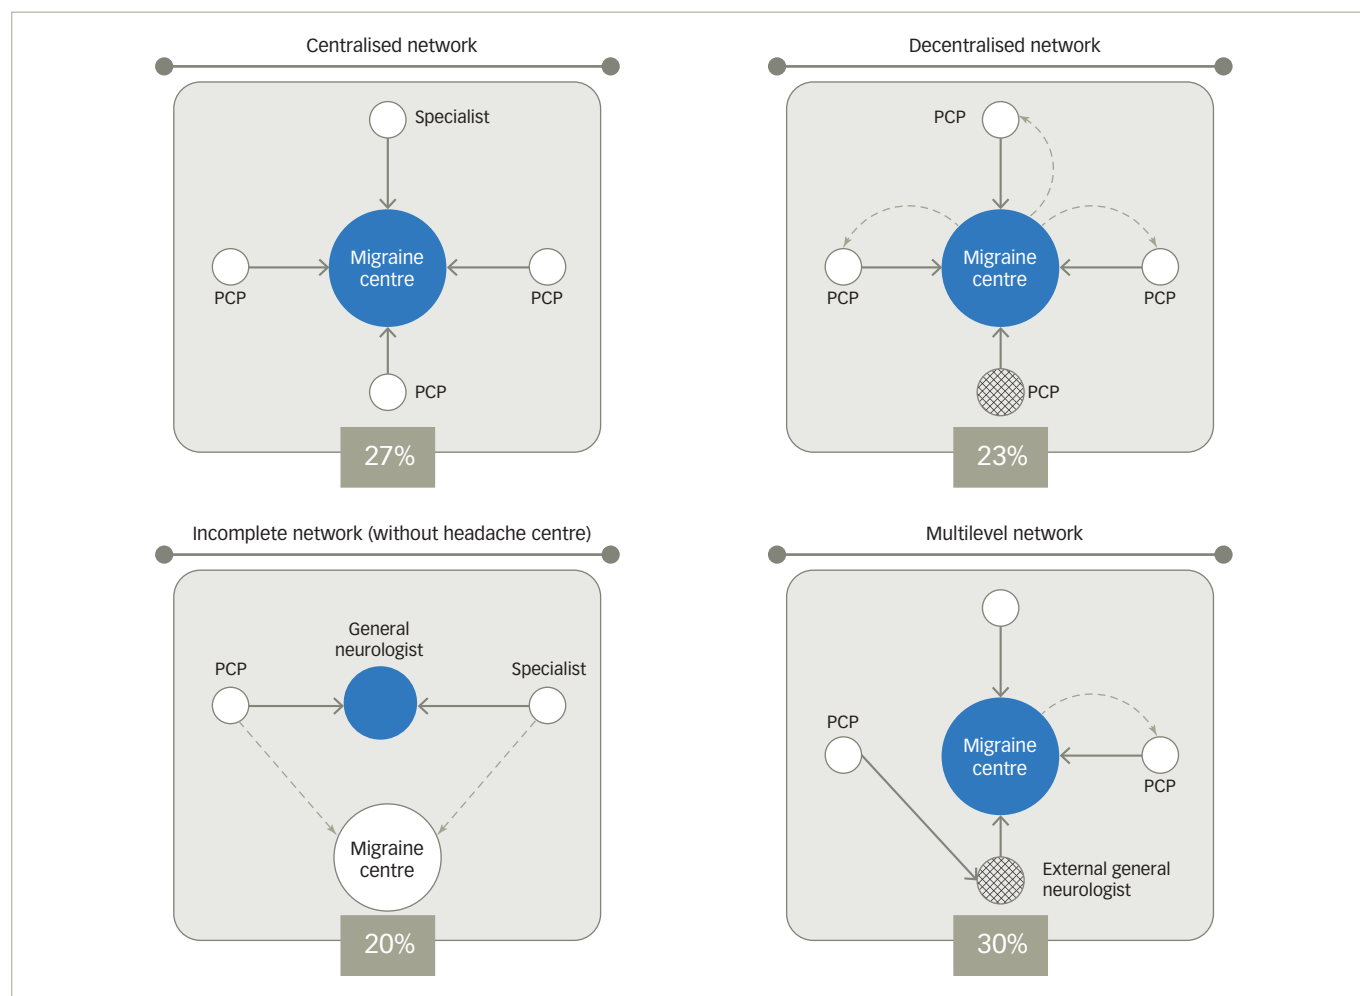 Centralised network
Specialist
Migraine
centre
PCP
PCP
PCP
27%
Decentralised network
PCP
Migraine
centre
PCP
PCP
PCP
23%
Incomplete network (without headache centre)
General
neurologist
PCP
Specialist
Migraine
centre
20%
Multilevel network
PCP
Migraine
centre
PCP
External general
neurologist
30%